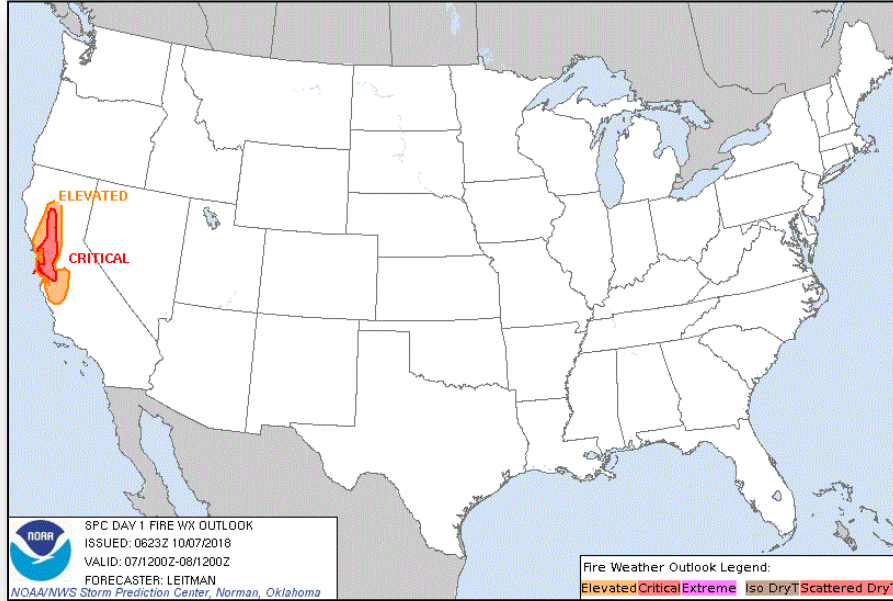 ELEVATED
CRITICAL
SPC DAY 1 FIRE WX OUTLOOK
ISSUED: 0623Z 10/07/2018
VALID: 07/1200Z-08/1200Z
FORECASTER: LEITMAN
NOAA
NOAA/NWS Storm Prediction Center, Norman, Oklahoma
Fire Weather Outlook Legend:
Elevated Critical Extreme Iso DryT Scattered DryT